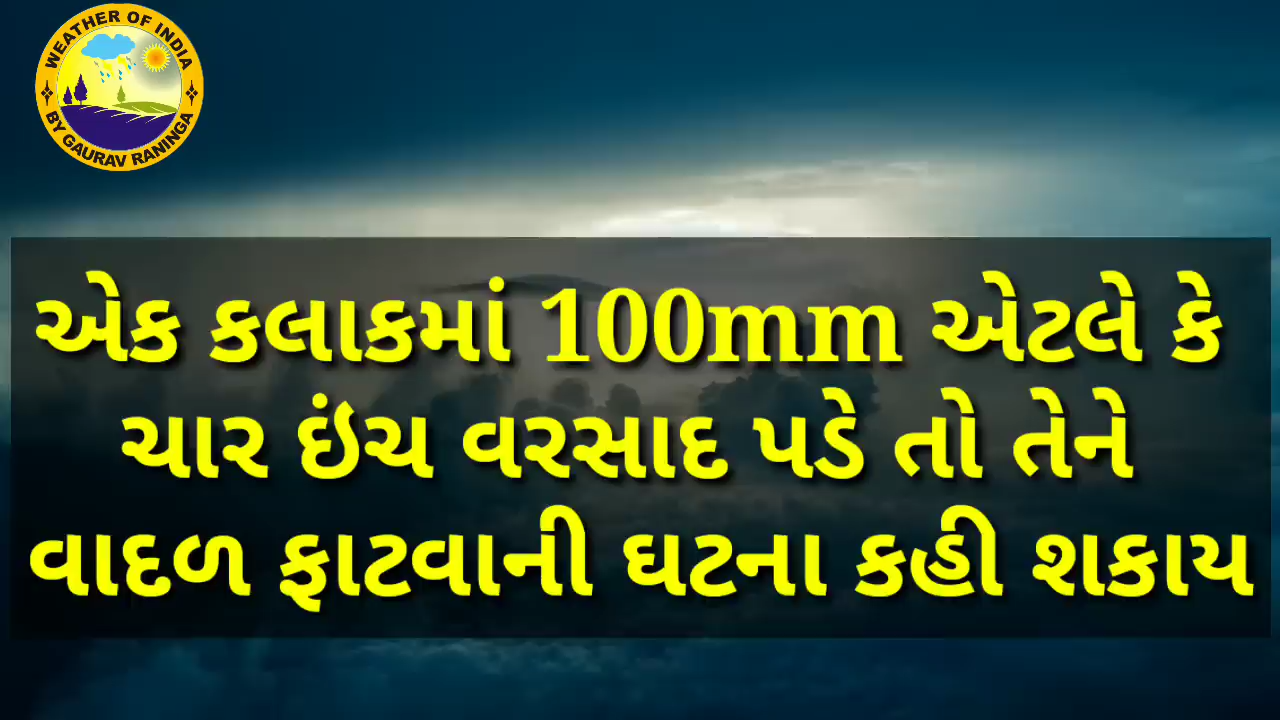 WEATHER OF INDIA
BY GAURAV RANINGA
એક કલાકમાં 100mm એટલે કે
ચાર ઇંચ વરસાદ પડે તો તેને
વાદળ ફાટવાની ઘટના કહી શકાય